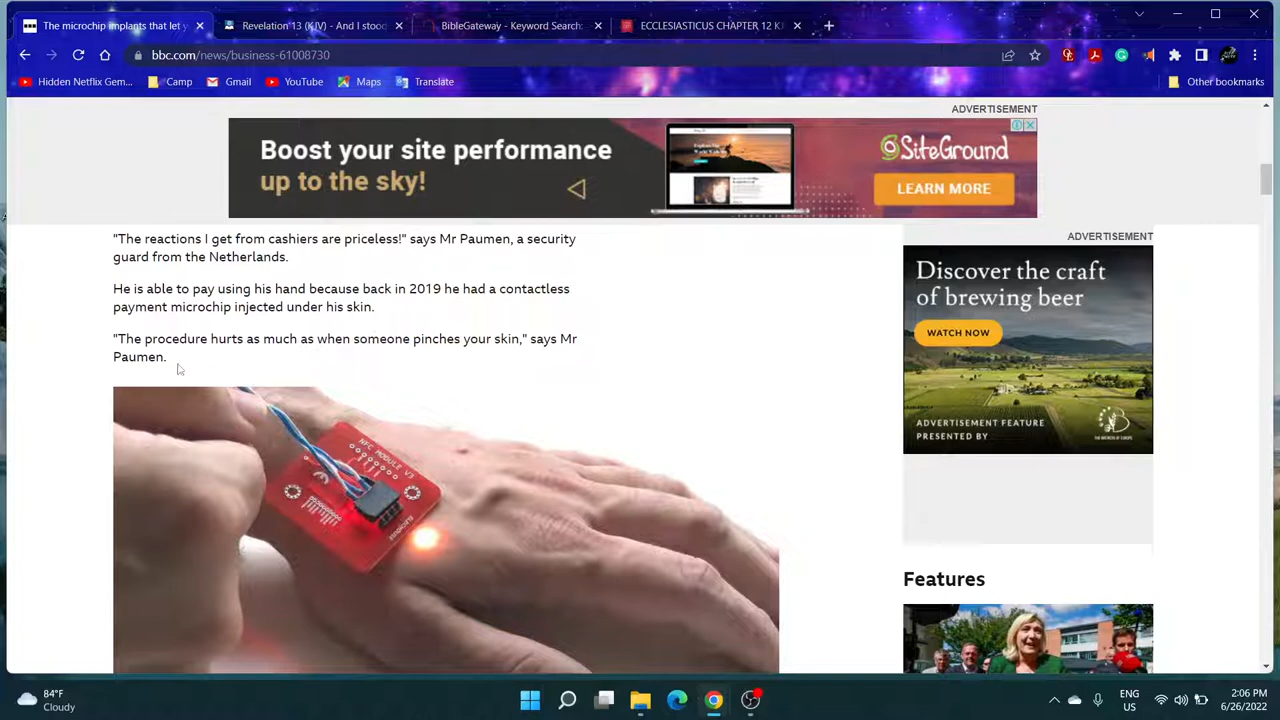 The microchip implants that let y
Revelation 13 (KJV) - And I stood
BibleGateway - Keyword Search:
ECCLESIASTICUS CHAPTER 12 KJ
bbc.com/news/business-61008730
Hidden Netflix Gem...
Camp
Gmail
YouTube
Maps
Translate
Other bookmarks
ADVERTISEMENT
Boost your site performance
up to the sky!
SiteGround
LEARN MORE
ADVERTISEMENT
"The reactions I get from cashiers are priceless!" says Mr Paumen, a security
guard from the Netherlands.
He is able to pay using his hand because back in 2019 he had a contactless
payment microchip injected under his skin.
"The procedure hurts as much as when someone pinches your skin," says Mr
Paumen.
NFC MODULE V3
Discover the craft
of brewing beer
WATCH NOW
ADVERTISEMENT FEATURE
PRESENTED BY
Features
84°F
Cloudy
ENG
US
2:06 PM
6/26/2022